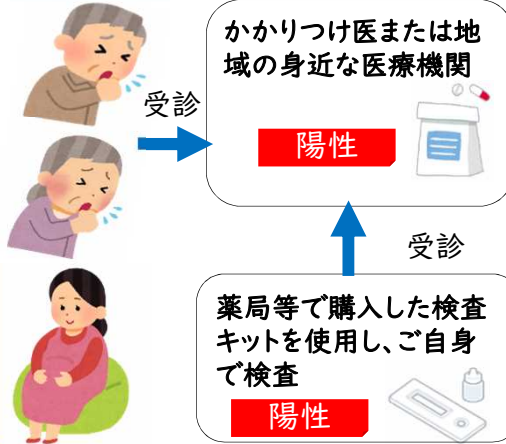 かかりつけ医または地
域の身近な医療機関
受診
陽性
受診
薬局等で購入した検査
キットを使用し、ご自身
で検査
陽性